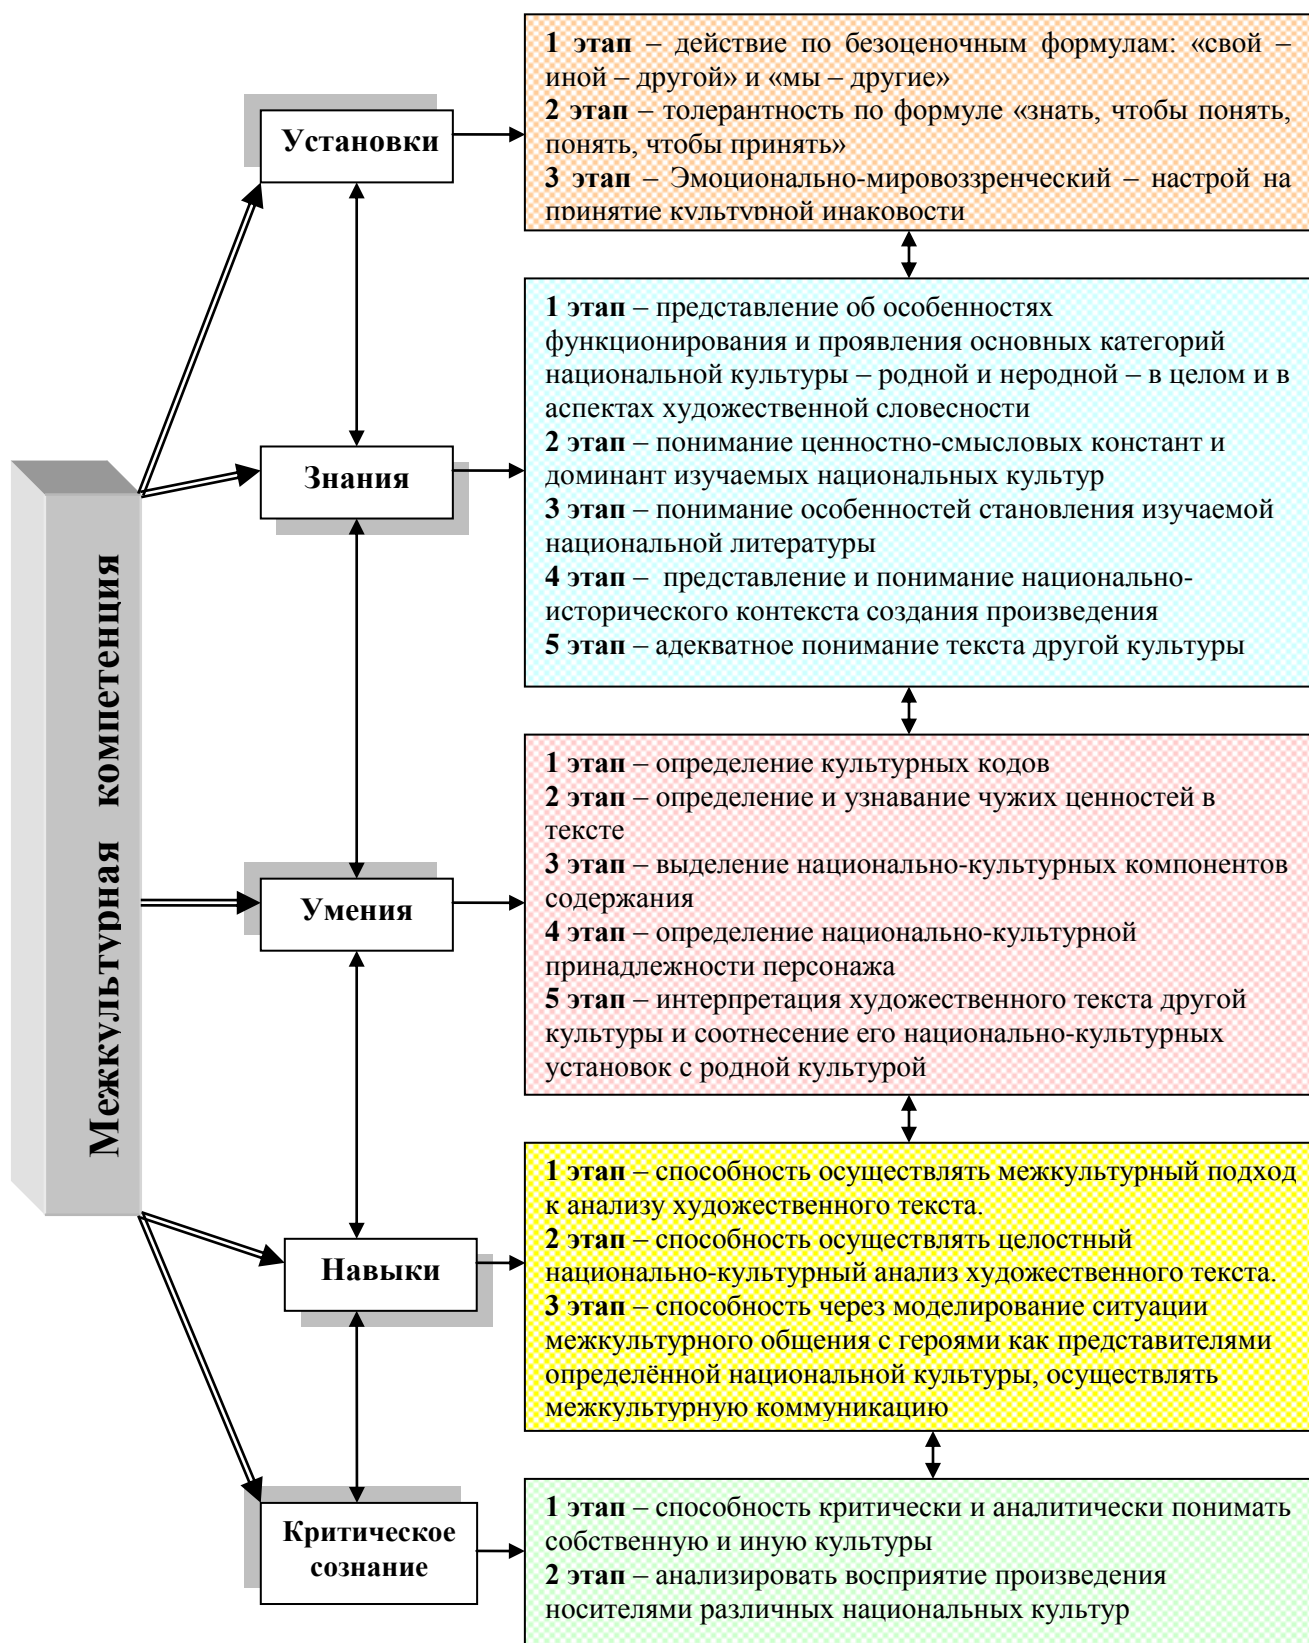 Межкультурная компетенция
Установки
1 этап – действие по безоценочным формулам: «свой –
иной – другой» и «мы – другие»
2 этап – толерантность по формуле «знать, чтобы понять,
понять, чтобы принять»
3 этап – Эмоционально-мировоззренческий – настрой на
принятие культурной инаковости
Знания
1 этап – представление об особенностях
функционирования и проявления основных категорий
национальной культуры – родной и неродной – в целом и в
аспектах художественной словесности
2 этап – понимание ценностно-смысловых констант и
доминант изучаемых национальных культур
3 этап – понимание особенностей становления изучаемой
национальной литературы
4 этап – представление и понимание национально-
исторического контекста создания произведения
5 этап – адекватное понимание текста другой культуры
Умения
1 этап – определение культурных кодов
2 этап – определение и узнавание чужих ценностей в
тексте
3 этап – выделение национально-культурных компонентов
содержания
4 этап – определение национально-культурной
принадлежности персонажа
5 этап – интерпретация художественного текста другой
культуры и соотнесение его национально-культурных
установок с родной культурой
Навыки
1 этап – способность осуществлять межкультурный подход
к анализу художественного текста.
2 этап – способность осуществлять целостный
национально-культурный анализ художественного текста.
3 этап – способность через моделирование ситуации
межкультурного общения с героями как представителями
определённой национальной культуры, осуществлять
межкультурную коммуникацию
Критическое
сознание
1 этап – способность критически и аналитически понимать
собственную и иную культуры
2 этап – анализировать восприятие произведения
носителями различных национальных культур